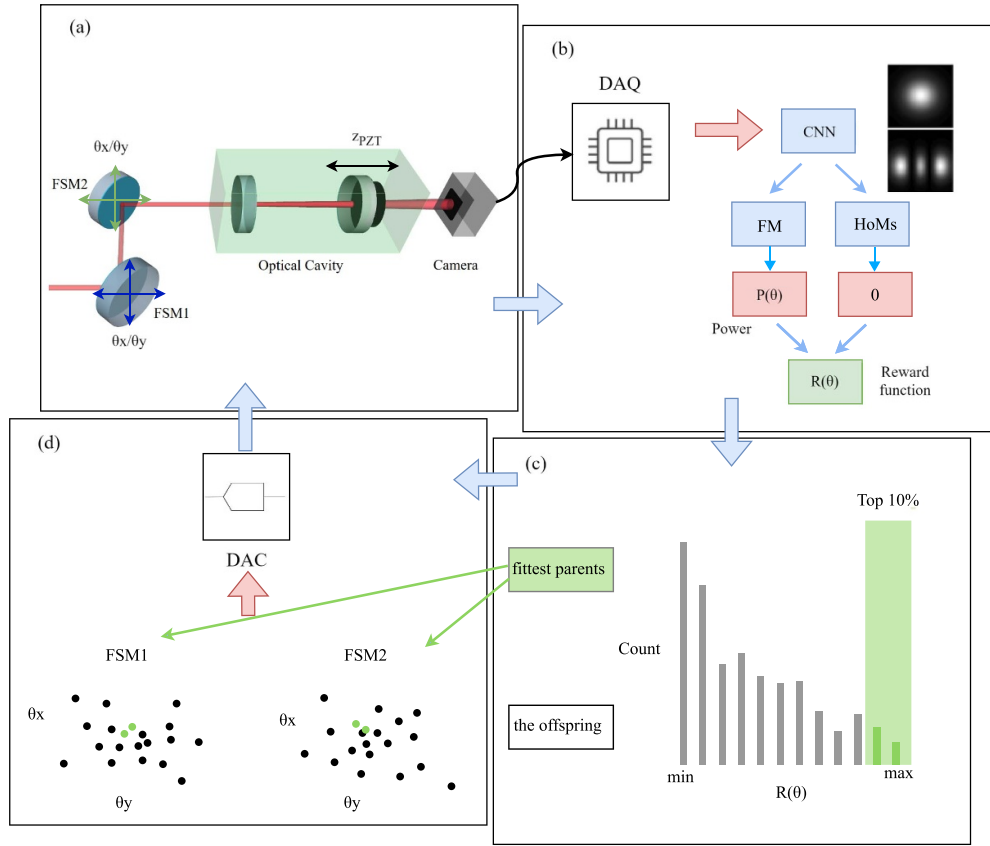 (a)
θx/θy
FSM2
zPZT
Optical Cavity
Camera
FSM1
θx/θy
(b)
DAQ
CNN
FM
HoMs
P(θ)
0
Power
R(θ)
Reward
function
(c)
Top 10%
fittest parents
Count
the offspring
min
max
R(θ)
(d)
DAC
FSM1
FSM2
θx
θx
θy
θy